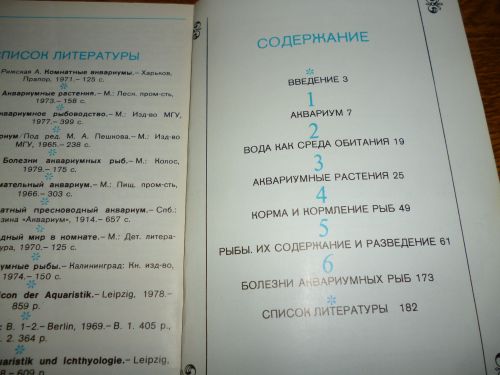 СПИСОК ЛИТЕРАТУРЫ
Рижская А. Комнатные аквариумы.– Харьков,
Прапор, 1971.– 125 с.
Аквариумные растения.– М.: Лесн. пром-сть,
1973.– 158 с.
аквариумное рыбоводство.– М.: Изд-во
МГУ, 1977.– 399 с.
Под ред. М. А. Пешкова.– М.: Изд-во
МГУ, 1965.– 238 с.
Болезни аквариумных рыб.– М.: Колос,
1979.– 175 с.
аквариум.– М.: Пищ. пром-сть,
1966.– 303 с.
пресноводный аквариум.– Спб.:
"Аквариум", 1914.– 657 с.
мир в комнате.– М.: Дет. литера-
тура, 1970.– 125 с.
рыбы.– Калининград: Кн. изд-во,
1974.– 150 с.
der Aquaristik.– Leipzig, 1978.–
859 p.
B. 1–2.– Berlin, 1969.– B. 1. 405 p.,
2. 364 p.
und Ichthyologie.– Leipzig,
609 p.
СОДЕРЖАНИЕ
ВВЕДЕНИЕ 3
1
АКВАРИУМ 7
2
ВОДА КАК СРЕДА ОБИТАНИЯ 19
3
АКВАРИУМНЫЕ РАСТЕНИЯ 25
4
КОРМА И КОРМЛЕНИЕ РЫБ 49
5
РЫБЫ. ИХ СОДЕРЖАНИЕ И РАЗВЕДЕНИЕ 61
6
БОЛЕЗНИ АКВАРИУМНЫХ РЫБ 173
СПИСОК ЛИТЕРАТУРЫ 182